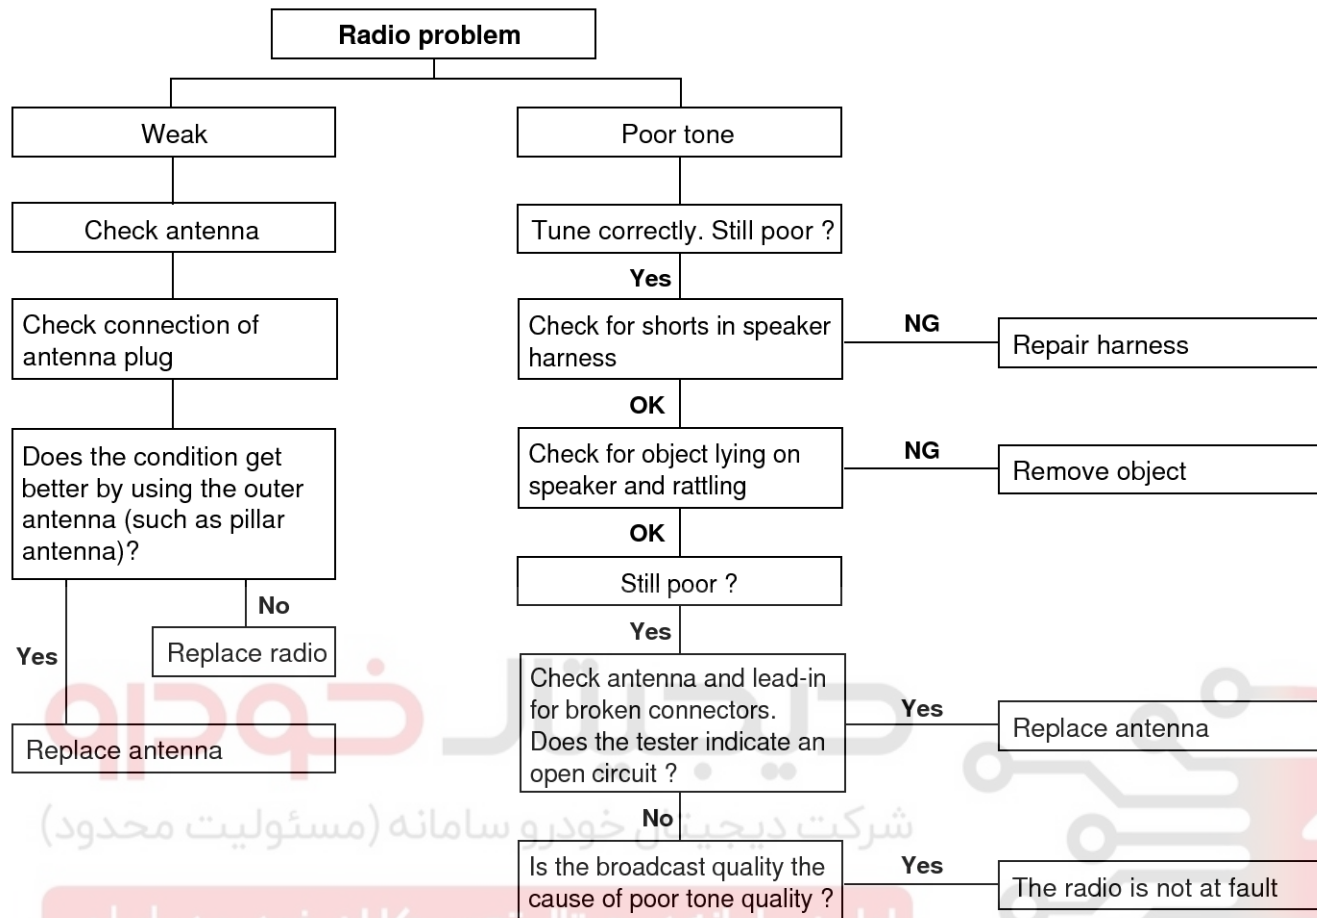 Radio problem
Weak
Check antenna
Check connection of
antenna plug
Does the condition get
better by using the outer
antenna (such as pillar
antenna)?
No
Replace radio
Yes
Replace antenna
Poor tone
Tune correctly. Still poor ?
Yes
Check for shorts in speaker
harness
NG
Repair harness
OK
Check for object lying on
speaker and rattling
NG
Remove object
OK
Still poor ?
Yes
Check antenna and lead-in
for broken connectors.
Does the tester indicate an
open circuit ?
Yes
Replace antenna
No
Is the broadcast quality the
cause of poor tone quality ?
Yes
The radio is not at fault
دیجیتال خودرو
شرکت دیجیتال خودرو سامانه (مسئولیت محدود)